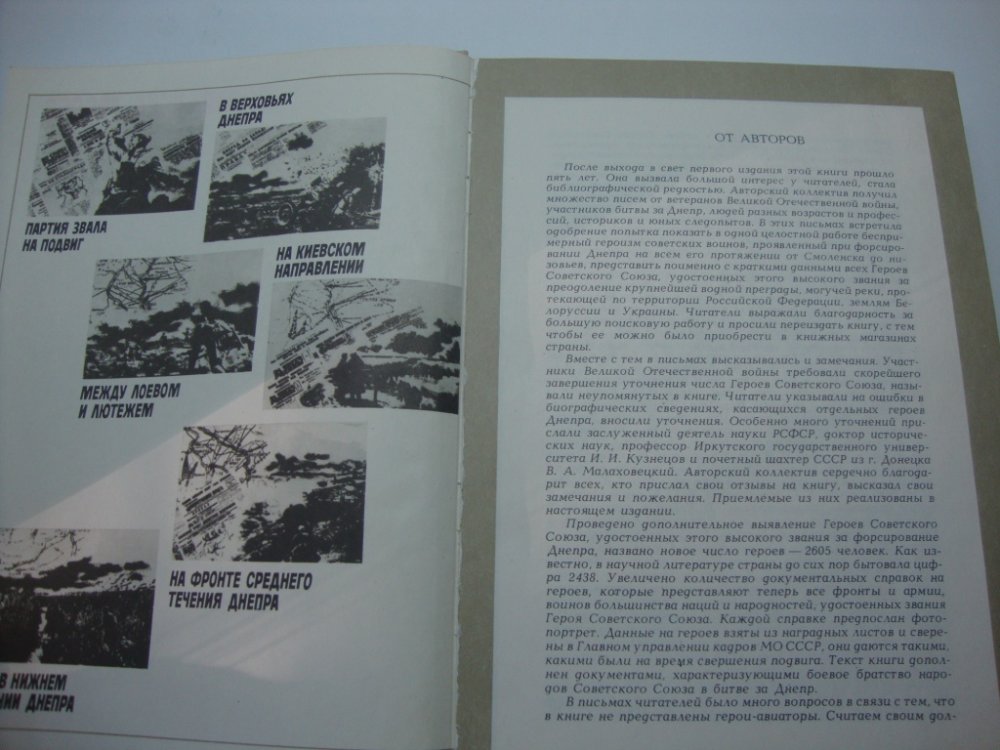 В ВЕРХОВЬЯХ
ДНЕПРА
ПАРТИЯ ЗВАЛА
НА ПОДВИГ
НА КИЕВСКОМ
НАПРАВЛЕНИИ
МЕЖДУ ЛОЕВОМ
И ЛЮТЕЖЕМ
НА ФРОНТЕ СРЕДНЕГО
ТЕЧЕНИЯ ДНЕПРА
В НИЖНЕМ
НИИ ДНЕПРА
ОТ АВТОРОВ
После выхода в свет первого издания этой книги прошло
пять лет. Она вызвала большой интерес у читателей, стала
библиографической редкостью. Авторский коллектив получил
множество писем от ветеранов Великой Отечественной войны,
участников битвы за Днепр, людей разных возрастов и профес-
сий, историков и юных следопытов. В этих письмах встретила
одобрение попытка показать в одной целостной работе беспри-
мерный героизм советских воинов, проявленный при форсиро-
вании Днепра на всем его протяжении от Смоленска до ни-
зовьев, представить поименно с краткими данными всех Героев
Советского Союза, удостоенных этого высокого звания за
преодоление крупнейшей водной преграды, могучей реки, про-
текающей по территории Российской Федерации, землям Бе-
лоруссии и Украины. Читатели выражали благодарность за
большую поисковую работу и просили переиздать книгу, с тем
чтобы ее можно было приобрести в книжных магазинах
страны.
Вместе с тем в письмах высказывались и замечания. Участ-
ники Великой Отечественной войны требовали скорейшего
завершения уточнения числа Героев Советского Союза, назы-
вали неупомянутых в книге. Читатели указывали на ошибки в
биографических сведениях, касающихся отдельных героев
Днепра, вносили уточнения. Особенно много уточнений при-
слали заслуженный деятель науки РСФСР, доктор историче-
ских наук, профессор Иркутского государственного универ-
ситета И. И. Кузнецов и почетный шахтер СССР из г. Донецка
В. А. Малаховецкий. Авторский коллектив сердечно благода-
рит всех, кто прислал свои отзывы на книгу, высказал свои
замечания и пожелания. Приемлемые из них реализованы в
настоящем издании.
Проведено дополнительное выявление Героев Советского
Союза, удостоенных этого высокого звания за форсирование
Днепра, названо новое число героев — 2605 человек. Как из-
вестно, в научной литературе страны до сих пор бытовала циф-
ра 2438. Увеличено количество документальных справок на
героев, которые представляют теперь все фронты и армии,
воинов большинства наций и народностей, удостоенных звания
Героя Советского Союза. Каждой справке предпослан фото-
портрет. Данные на героев взяты из наградных листов и свере-
ны в Главном управлении кадров МО СССР, они даются такими,
какими были на время свершения подвига. Текст книги допол-
нен документами, характеризующими боевое братство наро-
дов Советского Союза в битве за Днепр.
В письмах читателей было много вопросов в связи с тем, что
в книге не представлены герои-авиаторы. Считаем своим дол-